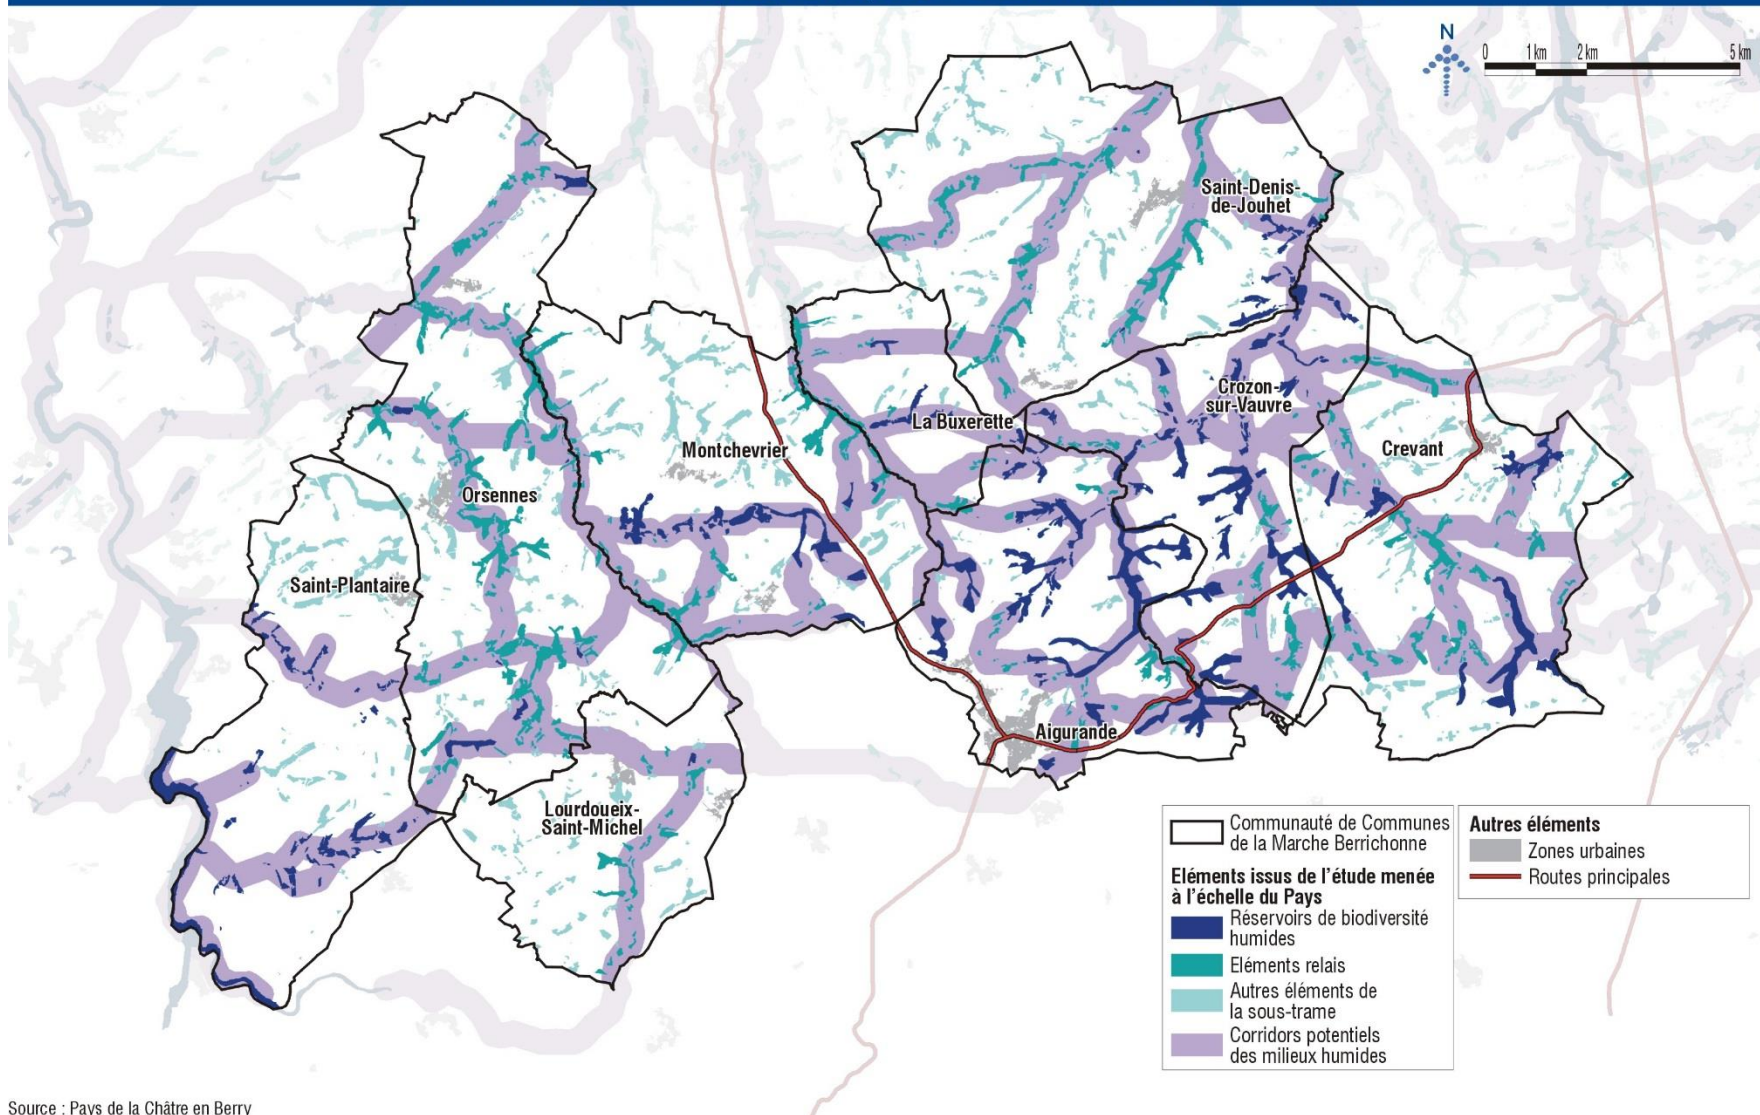 N
0 1 km 2 km 5 km
Saint-Denis-
de-Jouhet
Crozon-
sur-Vauvre
La Buxerette
Crevant
Montchevrier
Orsennes
Saint-Plantaire
Aigurande
Lourdoueix-
Saint-Michel
Communauté de Communes
de la Marche Berrichonne
Eléments issus de l'étude menée
à l'échelle du Pays
Réservoirs de biodiversité
humides
Eléments relais
Autres éléments de
la sous-trame
Corridors potentiels
des milieux humides
Autres éléments
Zones urbaines
Routes principales
Source : Pays de la Châtre en Berry